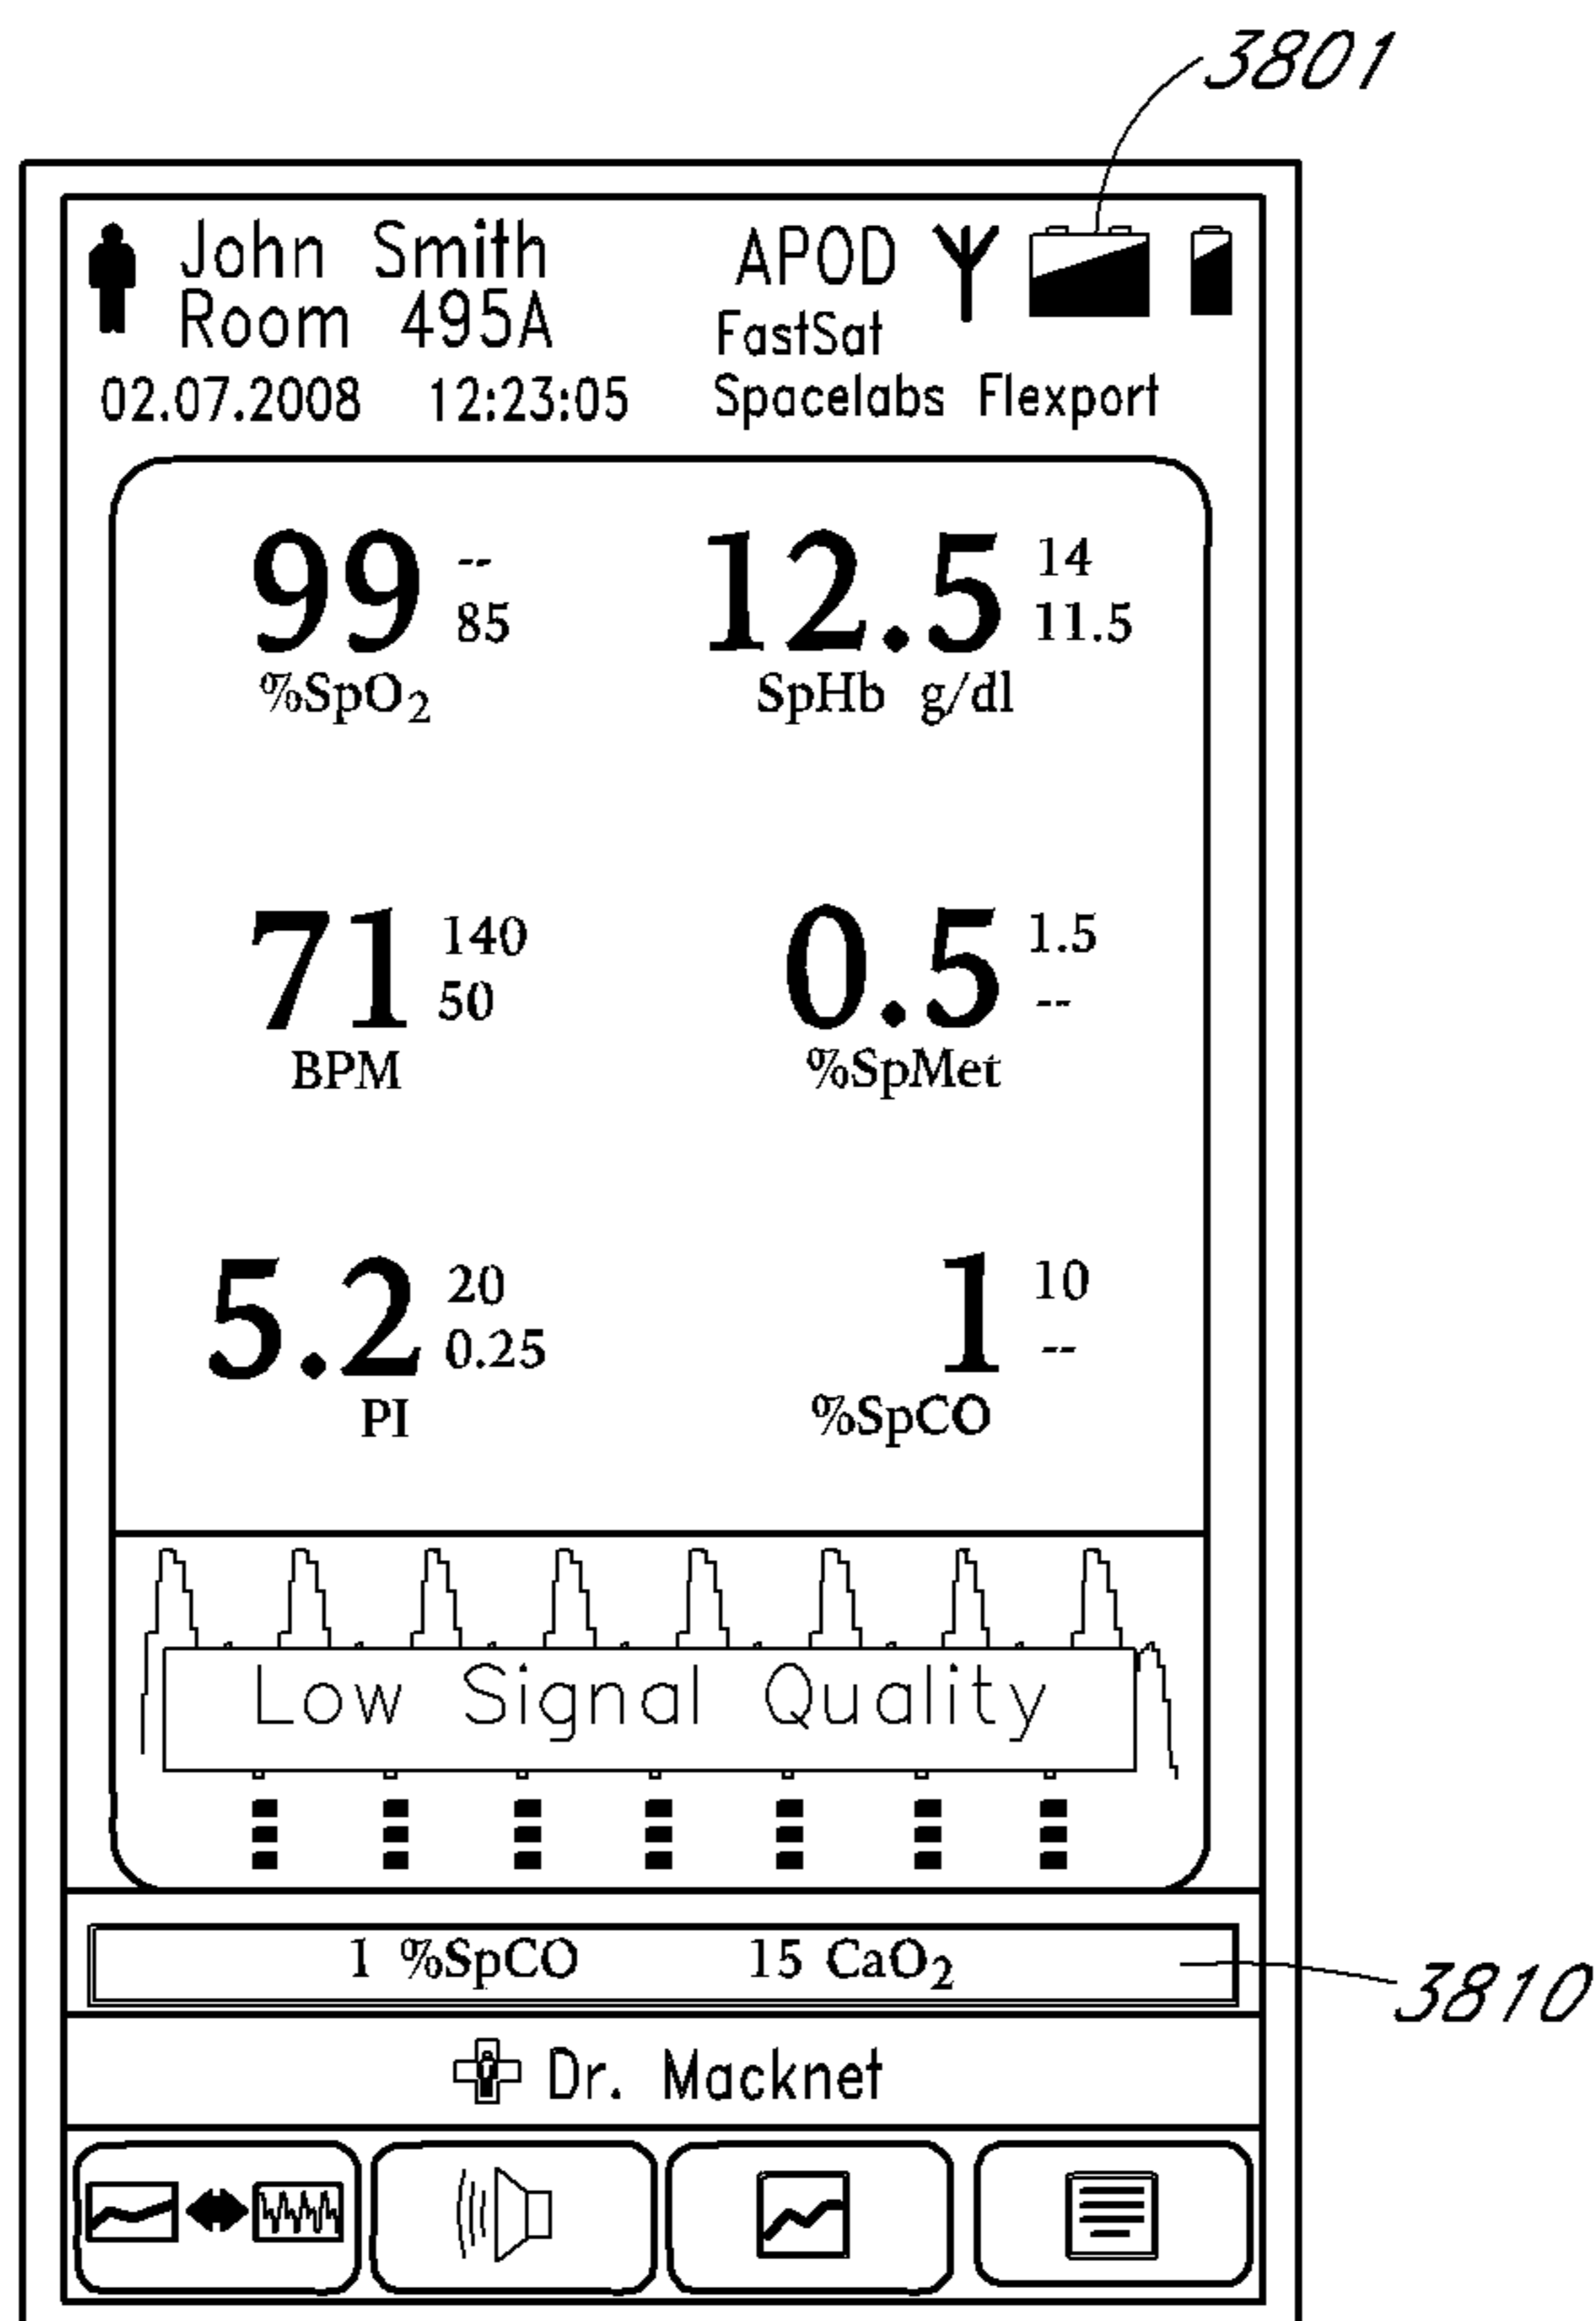 3801
John Smith APOD
Room 495A FastSat
02.07.2008 12:23:05 Spacelabs Flexport
99 -- 85 12.5 14 11.5
%SpO₂ SpHb g/dl
71 140 50 0.5 1.5 --
BPM %SpMet
5.2 20 0.25 1 10 --
PI %SpCO
Low Signal Quality
1 %SpCO 15 CaO₂
3810
Dr. Macknet